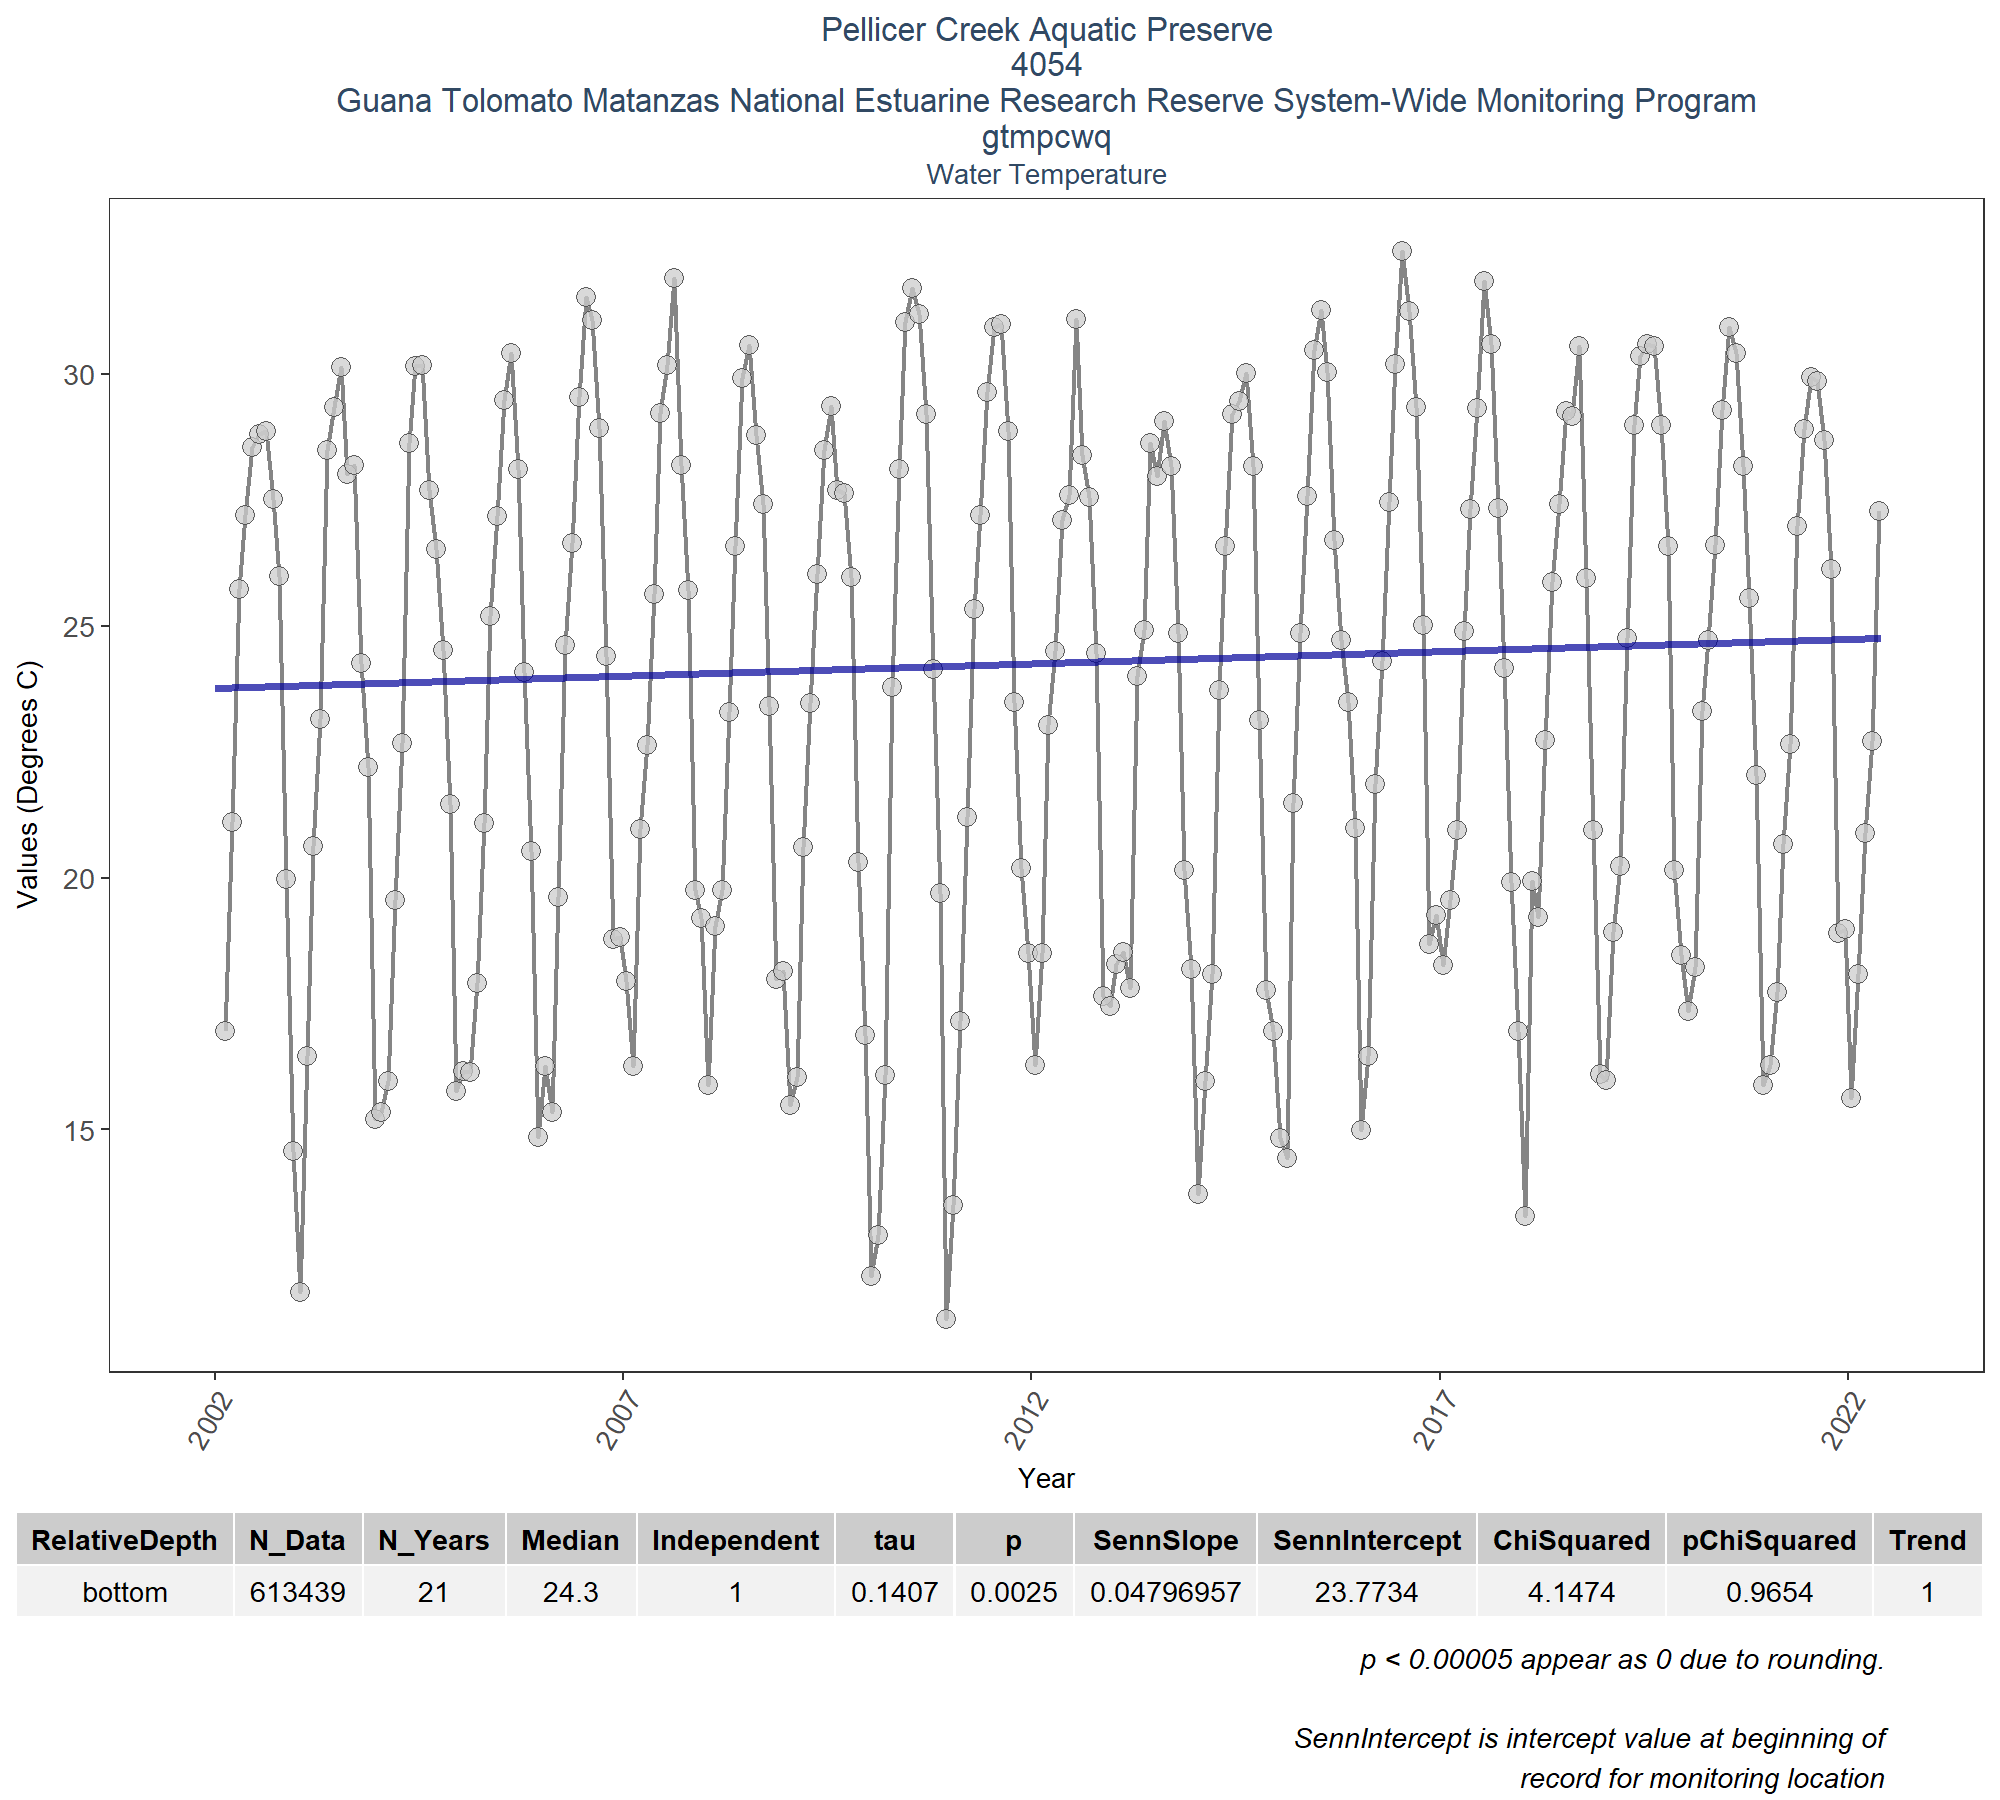 Pellicer Creek Aquatic Preserve
4054
Guana Tolomato Matanzas National Estuarine Research Reserve System-Wide Monitoring Program
gtmpcwq
Water Temperature
Values (Degrees C)
30
25
20
15
2002 2007 2012 2017 2022
Year
RelativeDepth N_Data N_Years Median Independent tau p SennSlope SennIntercept ChiSquared pChiSquared Trend
bottom 613439 21 24.3 1 0.1407 0.0025 0.04796957 23.7734 4.1474 0.9654 1
p < 0.00005 appear as 0 due to rounding.
SennIntercept is intercept value at beginning of
record for monitoring location